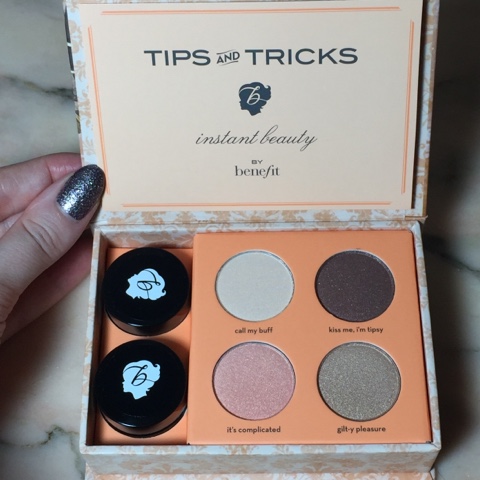 TIPS AND TRICKS
b
instant beauty
BY
benefit
b
call my buff
kiss me, i'm tipsy
b
it's complicated
gilt-y pleasure